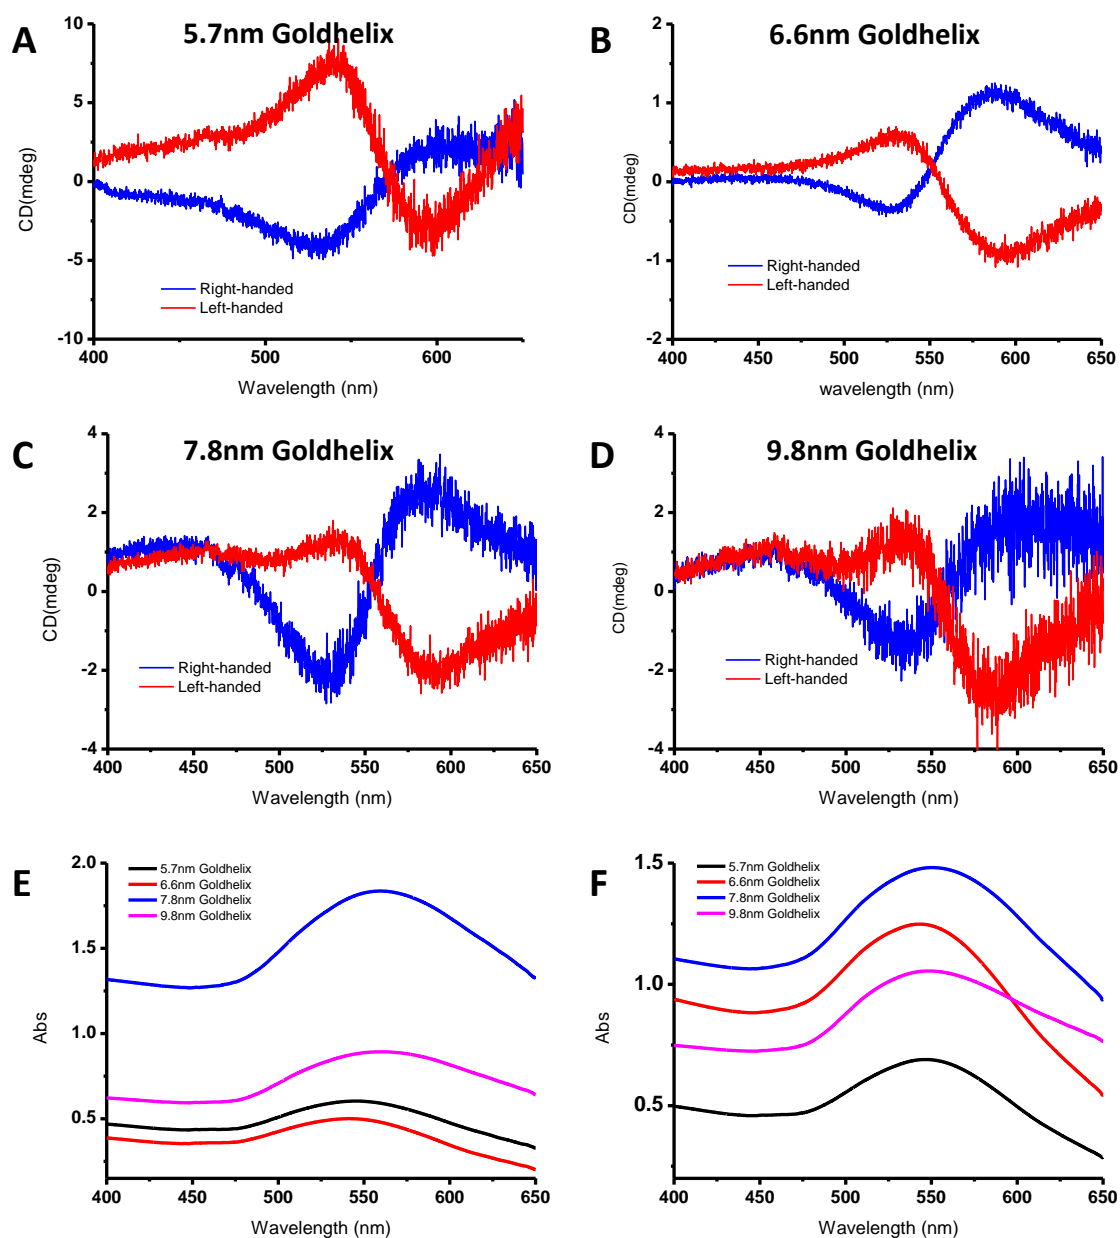 A
5.7nm Goldhelix
10
5
0
-5
-10
CD(mdeg)
Right-handed
Left-handed
400
500
600
Wavelength (nm)
B
6.6nm Goldhelix
2
1
0
-1
-2
CD(mdeg)
Right-handed
Left-handed
400
450
500
550
600
650
wavelength (nm)
C
7.8nm Goldhelix
4
2
0
-2
-4
CD(mdeg)
Right-handed
Left-handed
400
450
500
550
600
650
Wavelength (nm)
D
9.8nm Goldhelix
4
2
0
-2
-4
CD(mdeg)
Right-handed
Left-handed
400
450
500
550
600
650
Wavelength (nm)
E
2.0
1.5
1.0
0.5
Abs
5.7nm Goldhelix
6.6nm Goldhelix
7.8nm Goldhelix
9.8nm Goldhelix
400
450
500
550
600
650
Wavelength (nm)
F
1.5
1.0
0.5
Abs
5.7nm Goldhelix
6.6nm Goldhelix
7.8nm Goldhelix
9.8nm Goldhelix
400
450
500
550
600
650
Wavelength (nm)